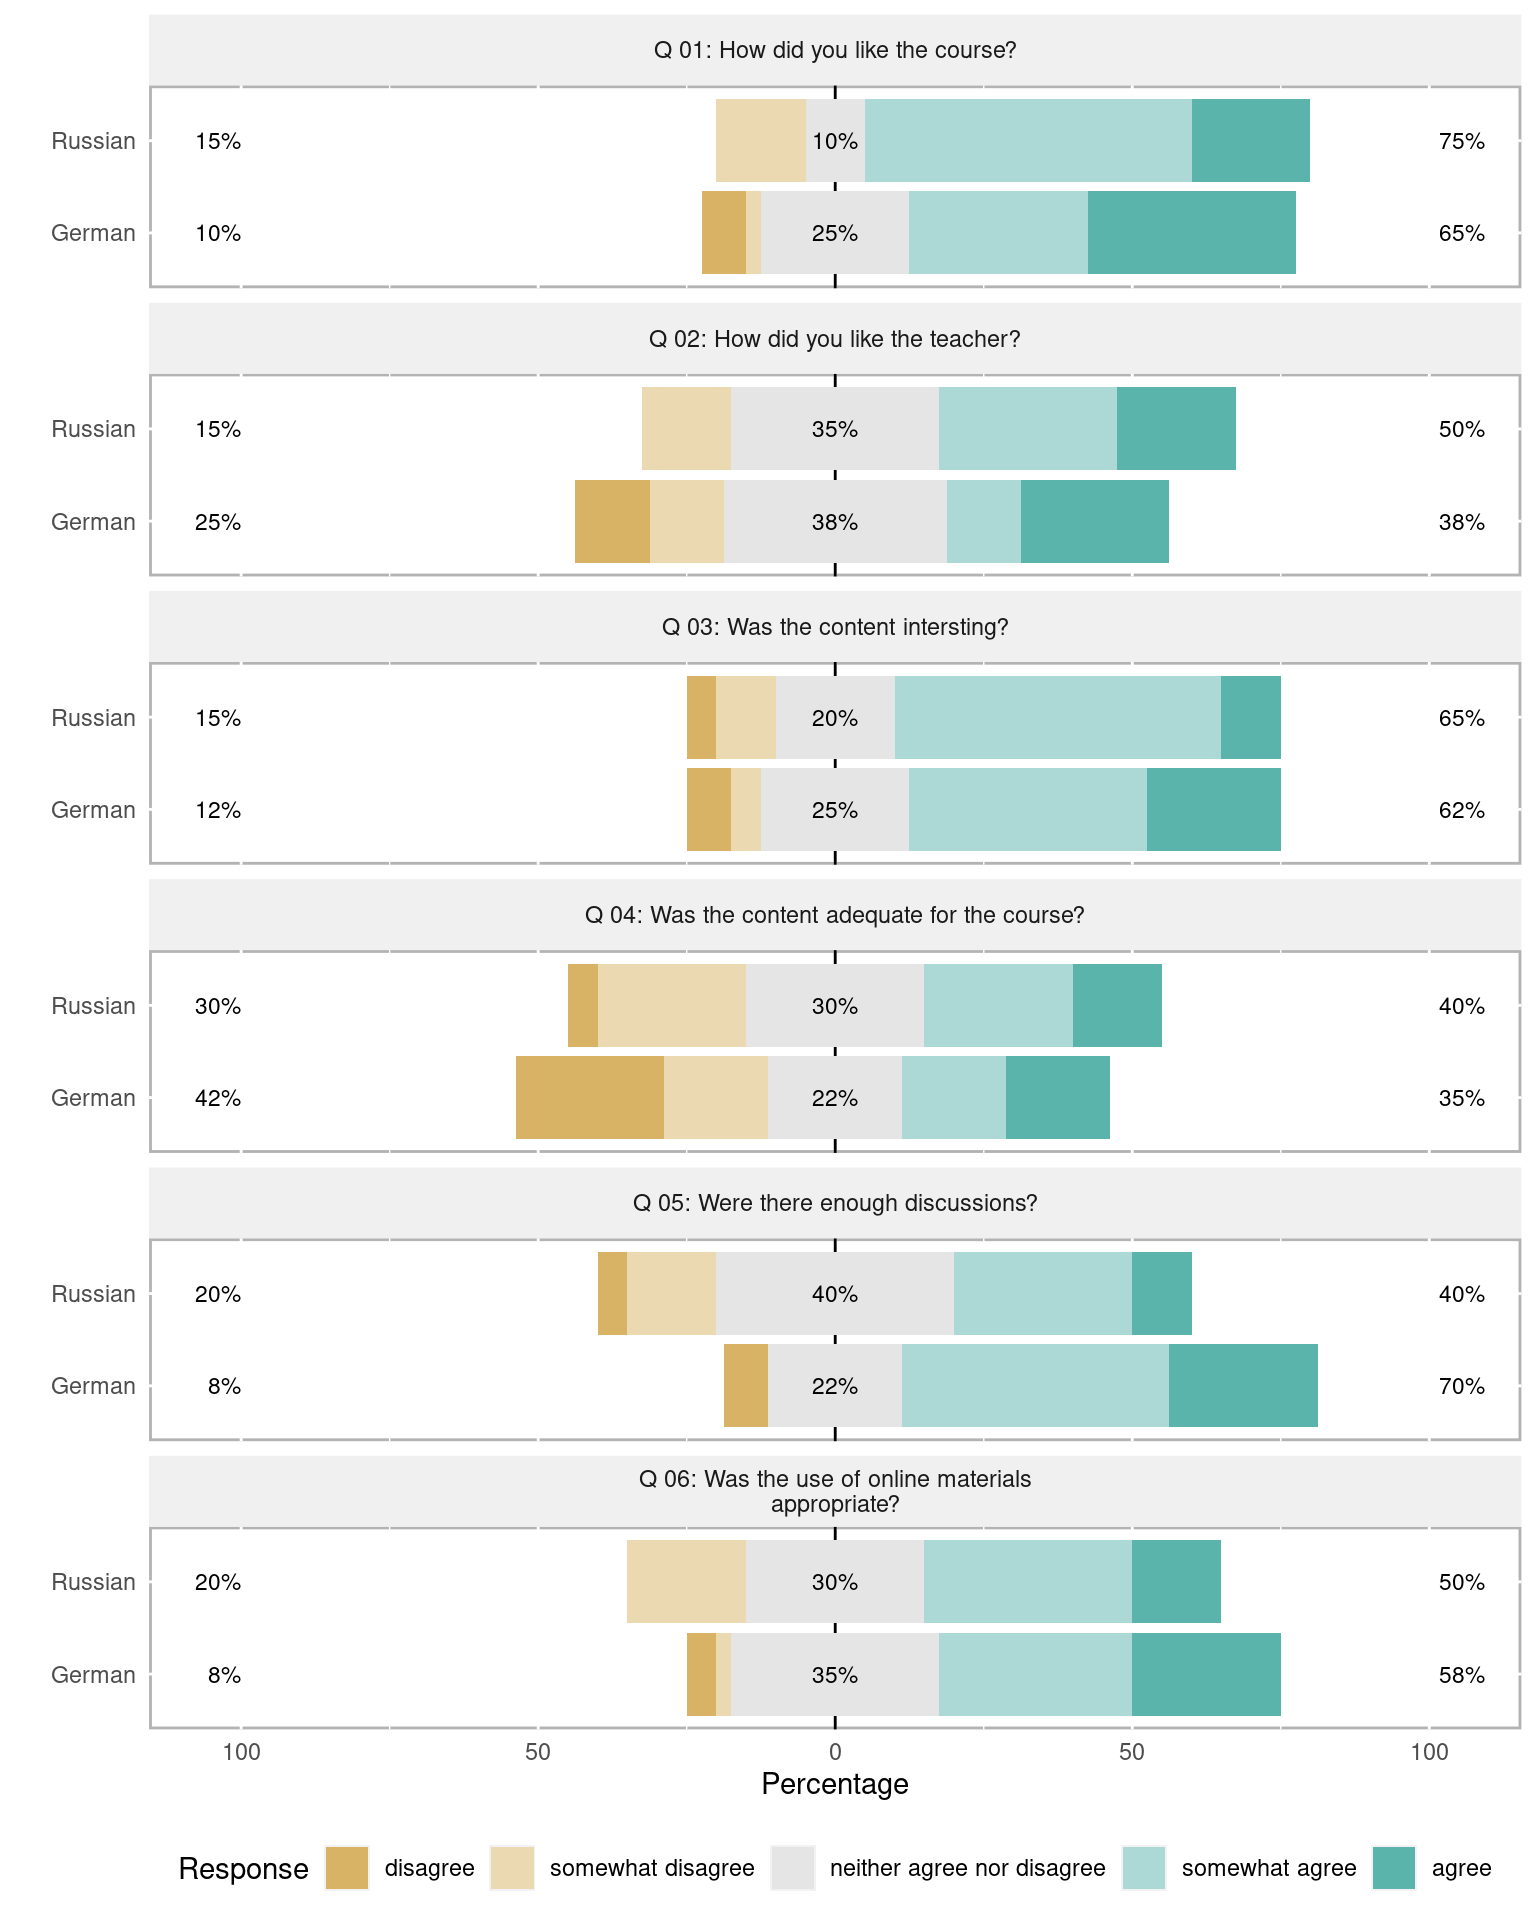 Q 01: How did you like the course?
Russian 15% 10% 75%
German 10% 25% 65%
Q 02: How did you like the teacher?
Russian 15% 35% 50%
German 25% 38% 38%
Q 03: Was the content intersting?
Russian 15% 20% 65%
German 12% 25% 62%
Q 04: Was the content adequate for the course?
Russian 30% 30% 40%
German 42% 22% 35%
Q 05: Were there enough discussions?
Russian 20% 40% 40%
German 8% 22% 70%
Q 06: Was the use of online materials
appropriate?
Russian 20% 30% 50%
German 8% 35% 58%
100 50 0 50 100
Percentage
Response disagree somewhat disagree neither agree nor disagree somewhat agree agree